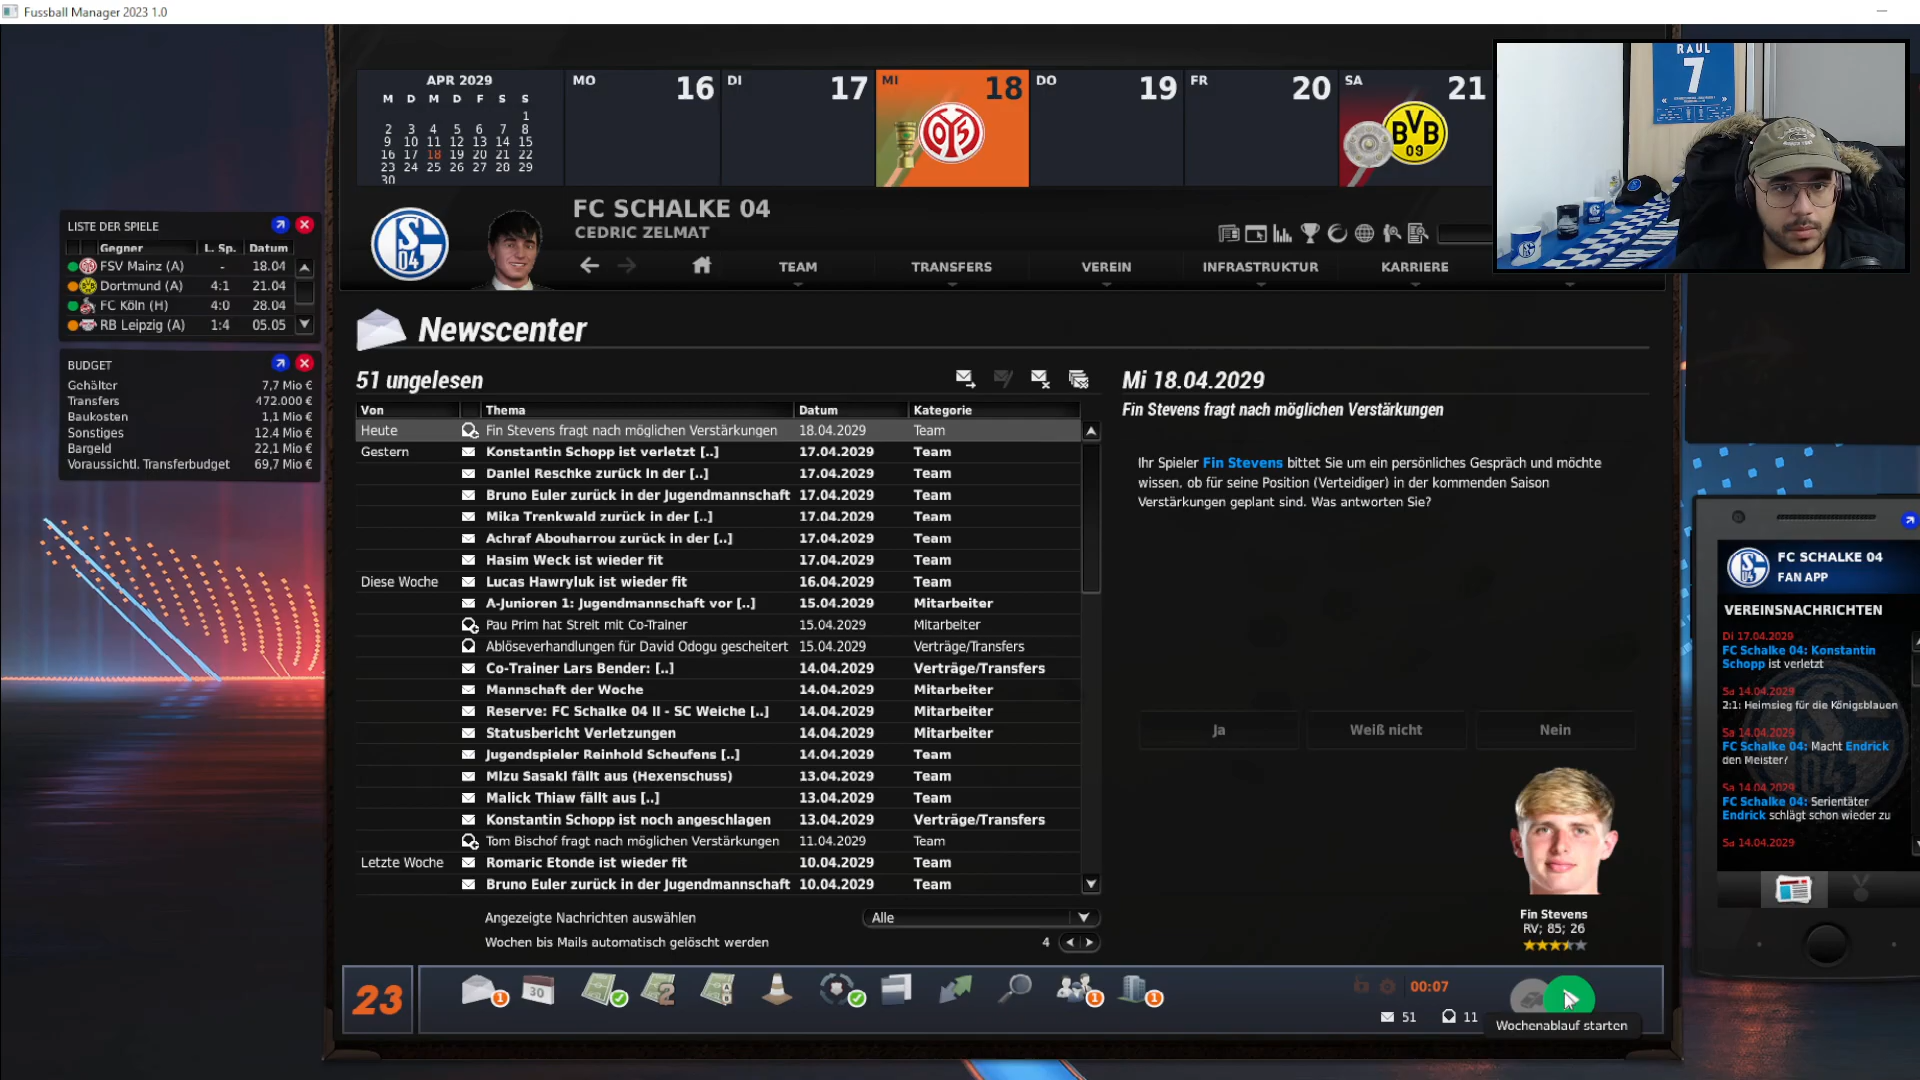 Fussball Manager 2023 1.0
APR 2029
M D M D F S S
1
2 3 4 5 6 7 8
9 10 11 12 13 14 15
16 17 18 19 20 21 22
23 24 25 26 27 28 29
30
MO 16
DI 17
MI 18
DO 19
FR 20
SA 21
BVB 09
RAUL
7
FC SCHALKE 04
CEDRIC ZELMAT
TEAM
TRANSFERS
VEREIN
INFRASTRUKTUR
KARRIERE
LISTE DER SPIELE
Gegner L. Sp. Datum
FSV Mainz (A) - 18.04
Dortmund (A) 4:1 21.04
FC Köln (H) 4:0 28.04
RB Leipzig (A) 1:4 05.05
BUDGET
Gehälter 7,7 Mio €
Transfers 472.000 €
Baukosten 1,1 Mio €
Sonstiges 12.4 Mio €
Bargeld 22,1 Mio €
Voraussichtl. Transferbudget 69,7 Mio €
Newscenter
51 ungelesen
Von Thema Datum Kategorie
Heute Fin Stevens fragt nach möglichen Verstärkungen 18.04.2029 Team
Gestern Konstantin Schopp ist verletzt [..] 17.04.2029 Team
Daniel Reschke zurück in der [..] 17.04.2029 Team
Bruno Euler zurück in der Jugendmannschaft 17.04.2029 Team
Mika Trenkwald zurück in der [..] 17.04.2029 Team
Achraf Abouharrou zurück in der [..] 17.04.2029 Team
Hasim Weck ist wieder fit 17.04.2029 Team
Diese Woche Lucas Hawryluk ist wieder fit 16.04.2029 Team
A-Junioren 1: Jugendmannschaft vor [..] 15.04.2029 Mitarbeiter
Pau Prim hat Streit mit Co-Trainer 15.04.2029 Mitarbeiter
Ablöseverhandlungen für David Odogu gescheitert 15.04.2029 Verträge/Transfers
Co-Trainer Lars Bender: [..] 14.04.2029 Verträge/Transfers
Mannschaft der Woche 14.04.2029 Mitarbeiter
Reserve: FC Schalke 04 II - SC Weiche [..] 14.04.2029 Mitarbeiter
Statusbericht Verletzungen 14.04.2029 Mitarbeiter
Jugendspieler Reinhold Scheufens [..] 14.04.2029 Team
Mizu Sasaki fällt aus (Hexenschuss) 13.04.2029 Team
Malick Thiaw fällt aus [..] 13.04.2029 Team
Konstantin Schopp ist noch angeschlagen 13.04.2029 Verträge/Transfers
Tom Bischof fragt nach möglichen Verstärkungen 11.04.2029 Team
Letzte Woche Romaric Etonde ist wieder fit 10.04.2029 Team
Bruno Euler zurück in der Jugendmannschaft 10.04.2029 Team
Angezeigte Nachrichten auswählen Alle
Wochen bis Mails automatisch gelöscht werden 4
Mi 18.04.2029
Fin Stevens fragt nach möglichen Verstärkungen
Ihr Spieler Fin Stevens bittet Sie um ein persönliches Gespräch und möchte
wissen. ob für seine Position (Verteidiger) in der kommenden Saison
Verstärkungen geplant sind. Was antworten Sie?
Ja
Weiß nicht
Nein
Fin Stevens
RV; 85; 26
FC SCHALKE 04
FAN APP
VEREINSNACHRICHTEN
Di 17.04.2029
FC Schalke 04: Konstantin
Schopp ist verletzt
Sa 14.04.2029
2:1: Heimsieg für die Königsblauen
Sa 14.04.2029
FC Schalke 04: Macht Endrick
den Meister?
Sa 14.04.2029
FC Schalke 04: Serientäter
Endrick schlägt schon wieder zu
Sa 14.04.2029
23
1
30
2
1
1
00:07
51
11
Wochenablauf starten